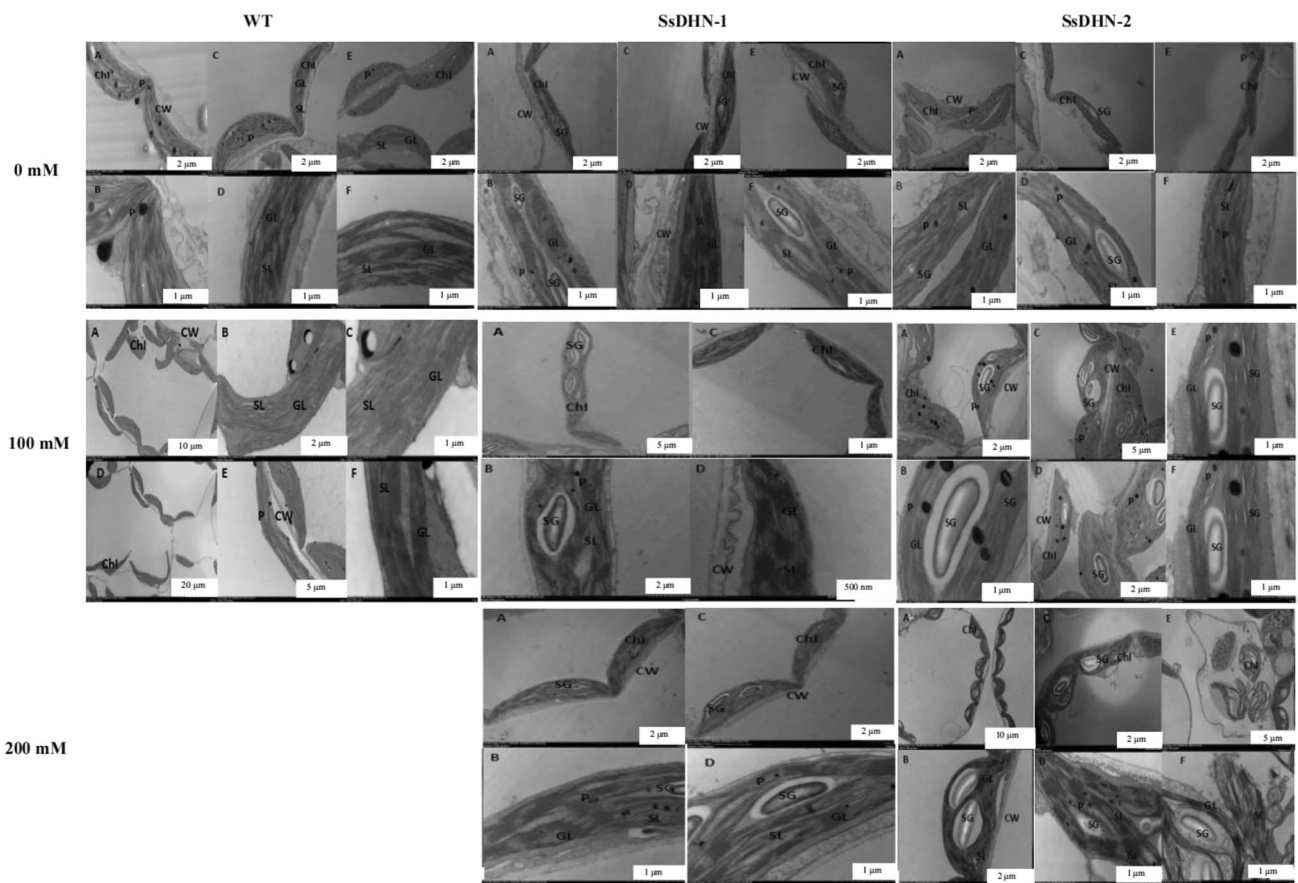 WT SsDHN-1 SsDHN-2
0 mM
A Chl P CW 2 µm
C Chl GL SL P 2 µm
E P Chl SL GL 2 µm
A Chl CW SG 2 µm
C Chl SG CW 2 µm
E Chl CW SG 2 µm
A CW Chl 2 µm
C Chl SG 2 µm
E P Chl 2 µm
B P 1 µm
D GL SL 1 µm
F GL SL 1 µm
B SG GL P SG 1 µm
D CW SL GL 1 µm
F SG GL SL P 1 µm
B SL P GL SG 1 µm
D P GL SG 1 µm
F SL P 1 µm
100 mM
A CW Chl 10 µm
B SL GL 2 µm
C GL SL 1 µm
A SG Chl 5 µm
C Chl 1 µm
A Chl SG CW P 2 µm
C CW Chl SG P 5 µm
E P GL SG SG 1 µm
D Chl 20 µm
E P CW 5 µm
F SL GL 1 µm
B P GL SG SL 2 µm
D GL CW SL 500 nm
B P SG SG GL 1 µm
D CW P Chl SG 2 µm
F P GL SG SG 1 µm
200 mM
A Chl SG CW 2 µm
C Chl CW SG 2 µm
A Chl 10 µm
C SG Chl 2 µm
E Chl 5 µm
B P SG SL GL 1 µm
D P SG GL SL 1 µm
B GL SG CW SL 2 µm
D P SL SG 1 µm
F GL SL SG 1 µm